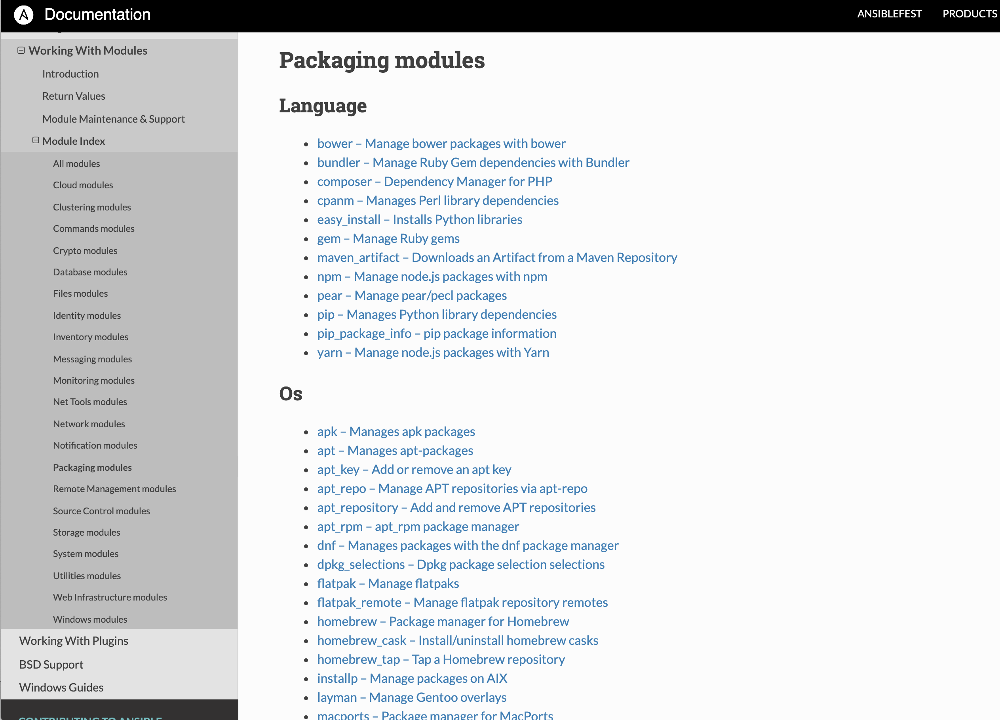 Documentation
ANSIBLEFEST PRODUCTS
Working With Modules
Introduction
Return Values
Module Maintenance & Support
Module Index
All modules
Cloud modules
Clustering modules
Commands modules
Crypto modules
Database modules
Files modules
Identity modules
Inventory modules
Messaging modules
Monitoring modules
Net Tools modules
Network modules
Notification modules
Packaging modules
Remote Management modules
Source Control modules
Storage modules
System modules
Utilities modules
Web Infrastructure modules
Windows modules
Working With Plugins
BSD Support
Windows Guides
CONTRIBUTING TO ANSIBLE
Packaging modules
Language
bower – Manage bower packages with bower
bundler – Manage Ruby Gem dependencies with Bundler
composer – Dependency Manager for PHP
cpanm – Manages Perl library dependencies
easy_install – Installs Python libraries
gem – Manage Ruby gems
maven_artifact – Downloads an Artifact from a Maven Repository
npm – Manage node.js packages with npm
pear – Manage pear/pecl packages
pip – Manages Python library dependencies
pip_package_info – pip package information
yarn – Manage node.js packages with Yarn
Os
apk – Manages apk packages
apt – Manages apt-packages
apt_key – Add or remove an apt key
apt_repo – Manage APT repositories via apt-repo
apt_repository – Add and remove APT repositories
apt_rpm – apt_rpm package manager
dnf – Manages packages with the dnf package manager
dpkg_selections – Dpkg package selection selections
flatpak – Manage flatpaks
flatpak_remote – Manage flatpak repository remotes
homebrew – Package manager for Homebrew
homebrew_cask – Install/uninstall homebrew casks
homebrew_tap – Tap a Homebrew repository
installp – Manage packages on AIX
layman – Manage Gentoo overlays
macports – Package manager for MacPorts